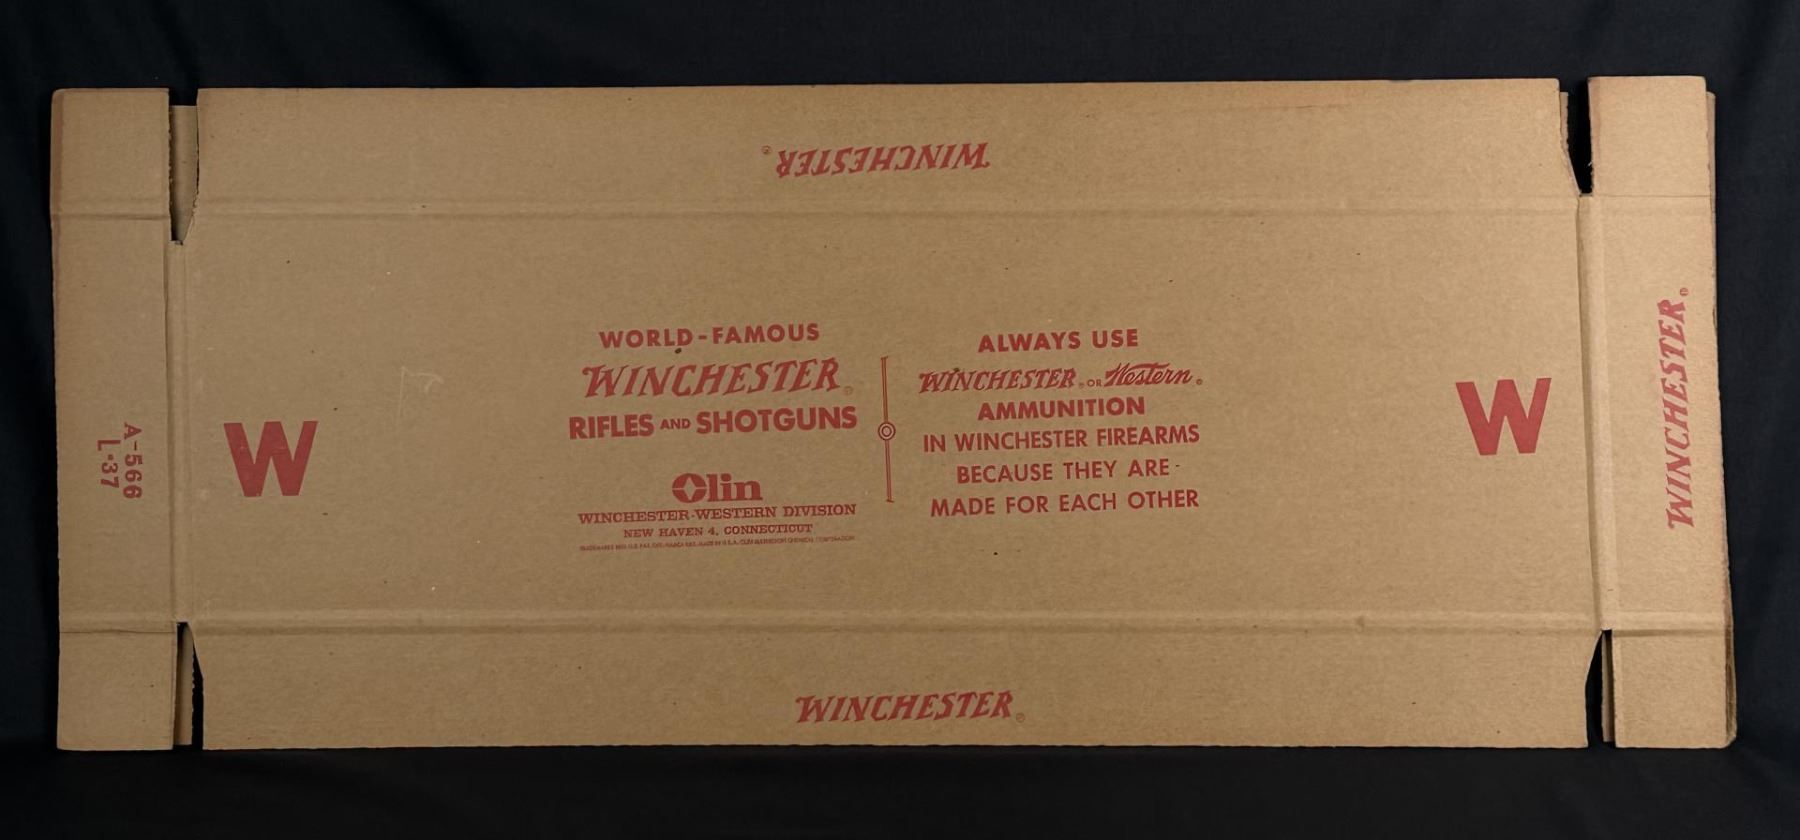 WINCHESTER®
WORLD-FAMOUS
WINCHESTER®
RIFLES AND SHOTGUNS
Olin
WINCHESTER-WESTERN DIVISION
NEW HAVEN 4, CONNECTICUT
ALWAYS USE
WINCHESTER® OR Western®
AMMUNITION
IN WINCHESTER FIREARMS
BECAUSE THEY ARE
MADE FOR EACH OTHER
W
W
A-566
L-37
WINCHESTER®
WINCHESTER®